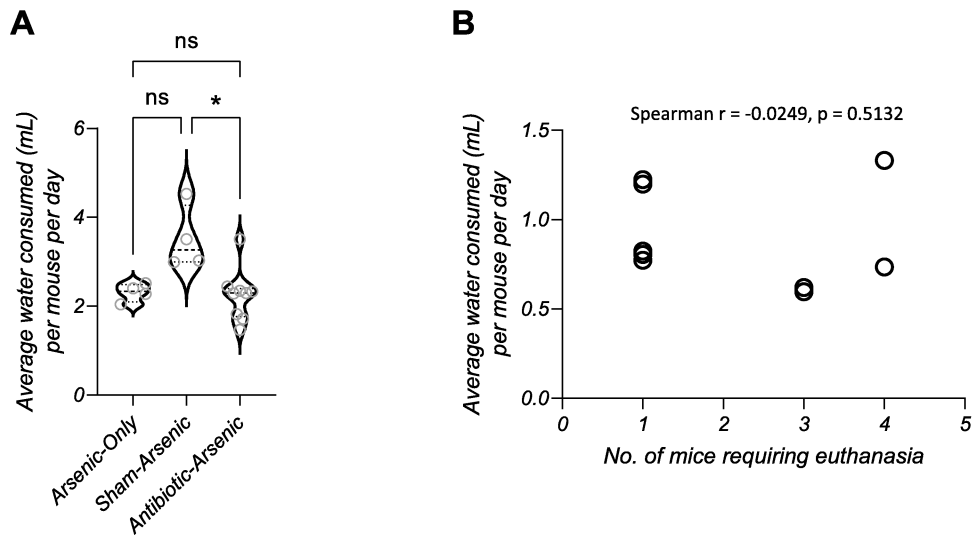 A
ns
ns
*
Average water consumed (mL)
per mouse per day
6
4
2
0
Arsenic-Only
Sham-Arsenic
Antibiotic-Arsenic
B
Spearman r = -0.0249, p = 0.5132
Average water consumed (mL)
per mouse per day
1.5
1.0
0.5
0.0
0 1 2 3 4 5
No. of mice requiring euthanasia